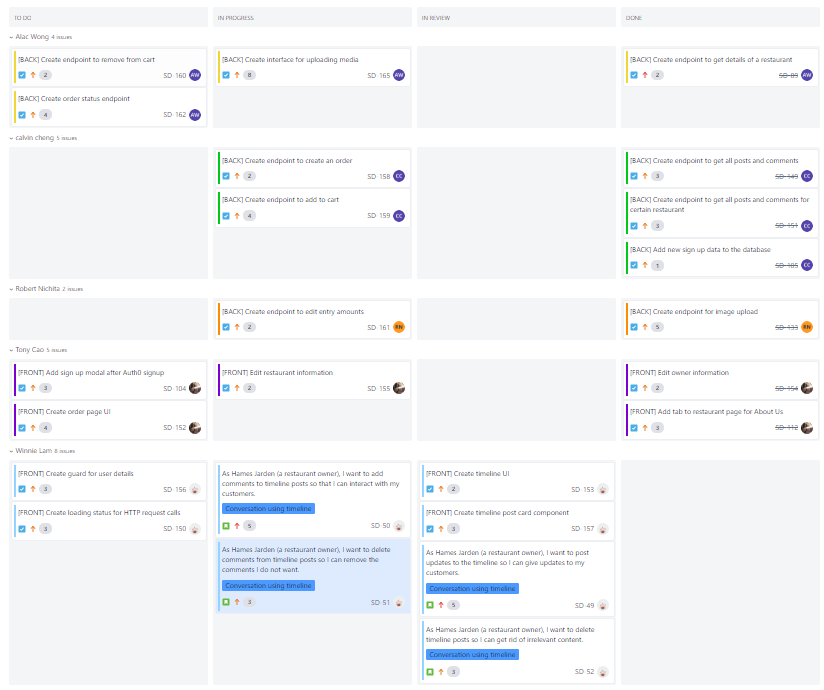 TO DO
IN PROGRESS
IN REVIEW
DONE
Alac Wong 4 issues
[BACK] Create endpoint to remove from cart
2
SD-160
AW
[BACK] Create order status endpoint
4
SD-162
AW
[BACK] Create interface for uploading media
8
SD-165
AW
[BACK] Create endpoint to get details of a restaurant
2
SD-89
AW
calvin cheng 5 issues
[BACK] Create endpoint to create an order
2
SD-158
CC
[BACK] Create endpoint to add to cart
4
SD-159
CC
[BACK] Create endpoint to get all posts and comments
3
SD-149
CC
[BACK] Create endpoint to get all posts and comments for
certain restaurant
3
SD-151
CC
[BACK] Add new sign up data to the database
1
SD-105
CC
Robert Nichita 2 issues
[BACK] Create endpoint to edit entry amounts
2
SD-161
RN
[BACK] Create endpoint for image upload
5
SD-133
RN
Tony Cao 5 issues
[FRONT] Add sign up modal after Auth0 signup
3
SD-104
[FRONT] Create order page UI
4
SD-152
[FRONT] Edit restaurant information
2
SD-155
[FRONT] Edit owner information
2
SD-154
[FRONT] Add tab to restaurant page for About Us
3
SD-112
Winnie Lam 8 issues
[FRONT] Create guard for user details
3
SD-156
[FRONT] Create loading status for HTTP request calls
3
SD-150
As Hames Jarden (a restaurant owner), I want to add
comments to timeline posts so that I can interact with my
customers.
Conversation using timeline
5
SD-50
As Hames Jarden (a restaurant owner), I want to delete
comments from timeline posts so I can remove the
comments I do not want.
Conversation using timeline
3
SD-51
[FRONT] Create timeline UI
2
SD-153
[FRONT] Create timeline post card component
3
SD-157
As Hames Jarden (a restaurant owner), I want to post
updates to the timeline so I can give updates to my
customers.
Conversation using timeline
5
SD-49
As Hames Jarden (a restaurant owner), I want to delete
timeline posts so I can get rid of irrelevant content.
Conversation using timeline
3
SD-52